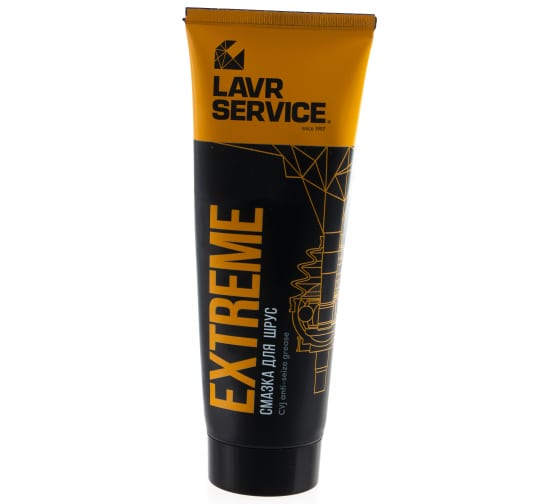 LAVR
SERVICE®
since 1997
EXTREME
СМАЗКА ДЛЯ ШРУС
CVJ anti-seize grease